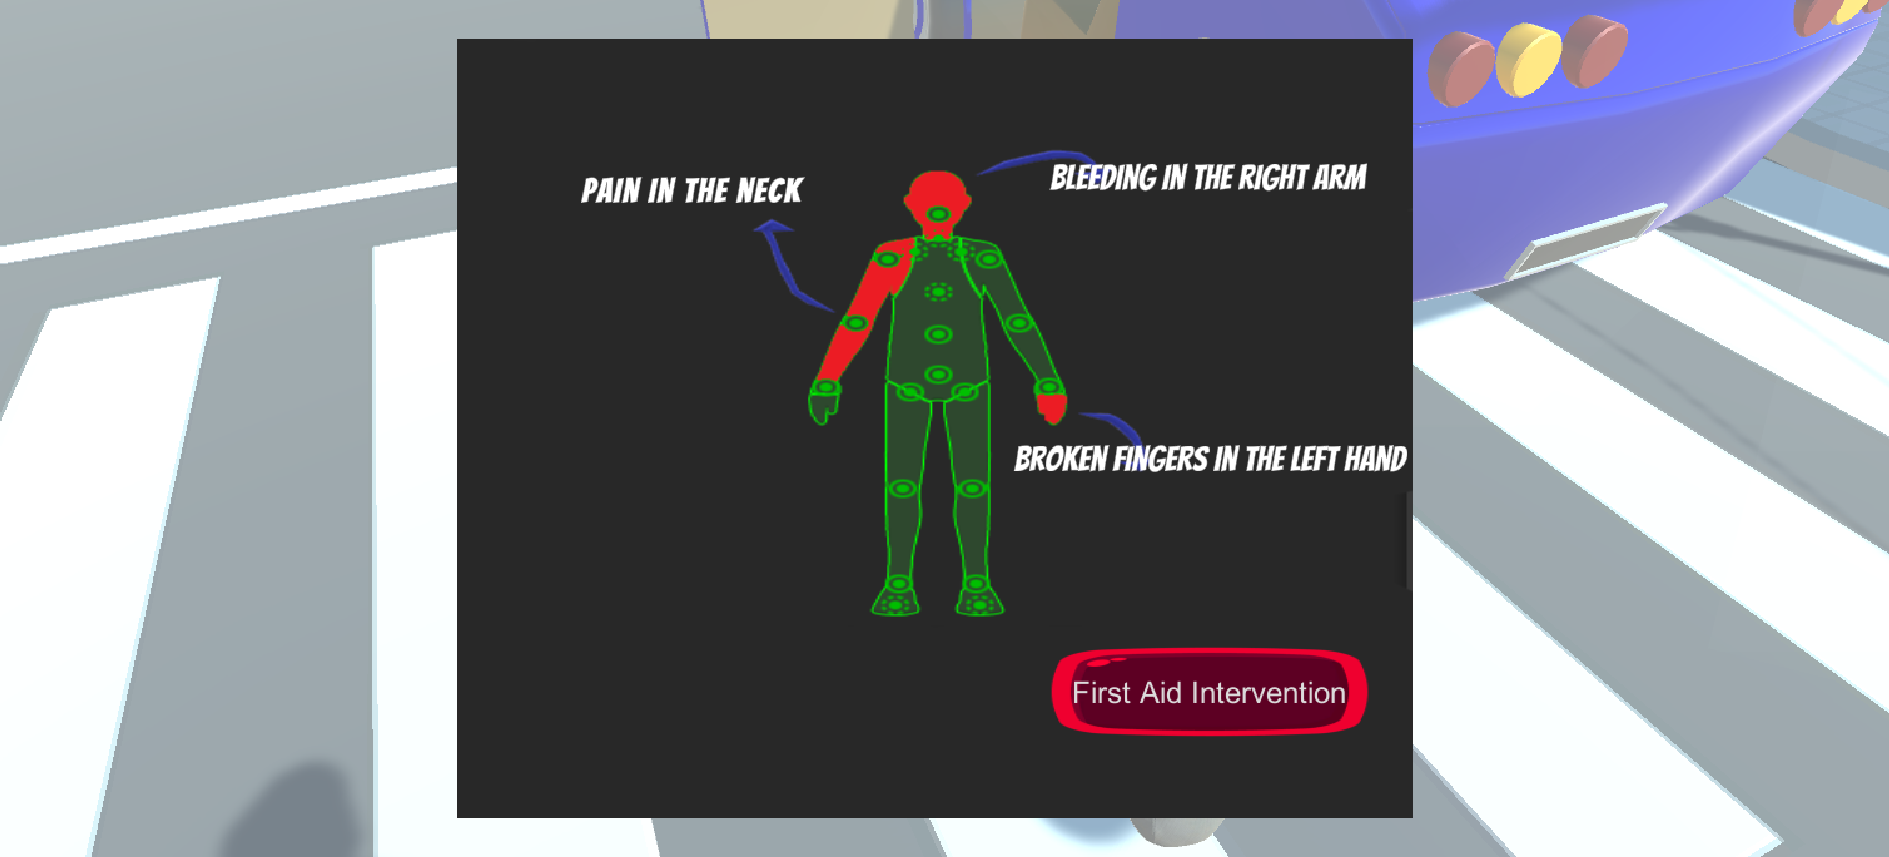 PAIN IN THE NECK
BLEEDING IN THE RIGHT ARM
BROKEN FINGERS IN THE LEFT HAND
First Aid Intervention